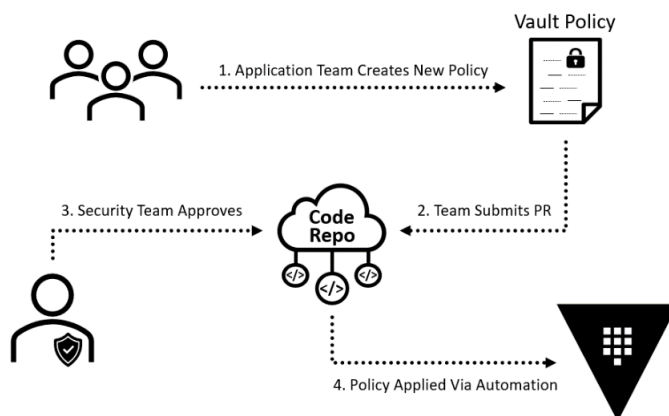 Vault Policy
1. Application Team Creates New Policy
3. Security Team Approves
Code
Repo
2. Team Submits PR
</>
</>
</>
4. Policy Applied Via Automation